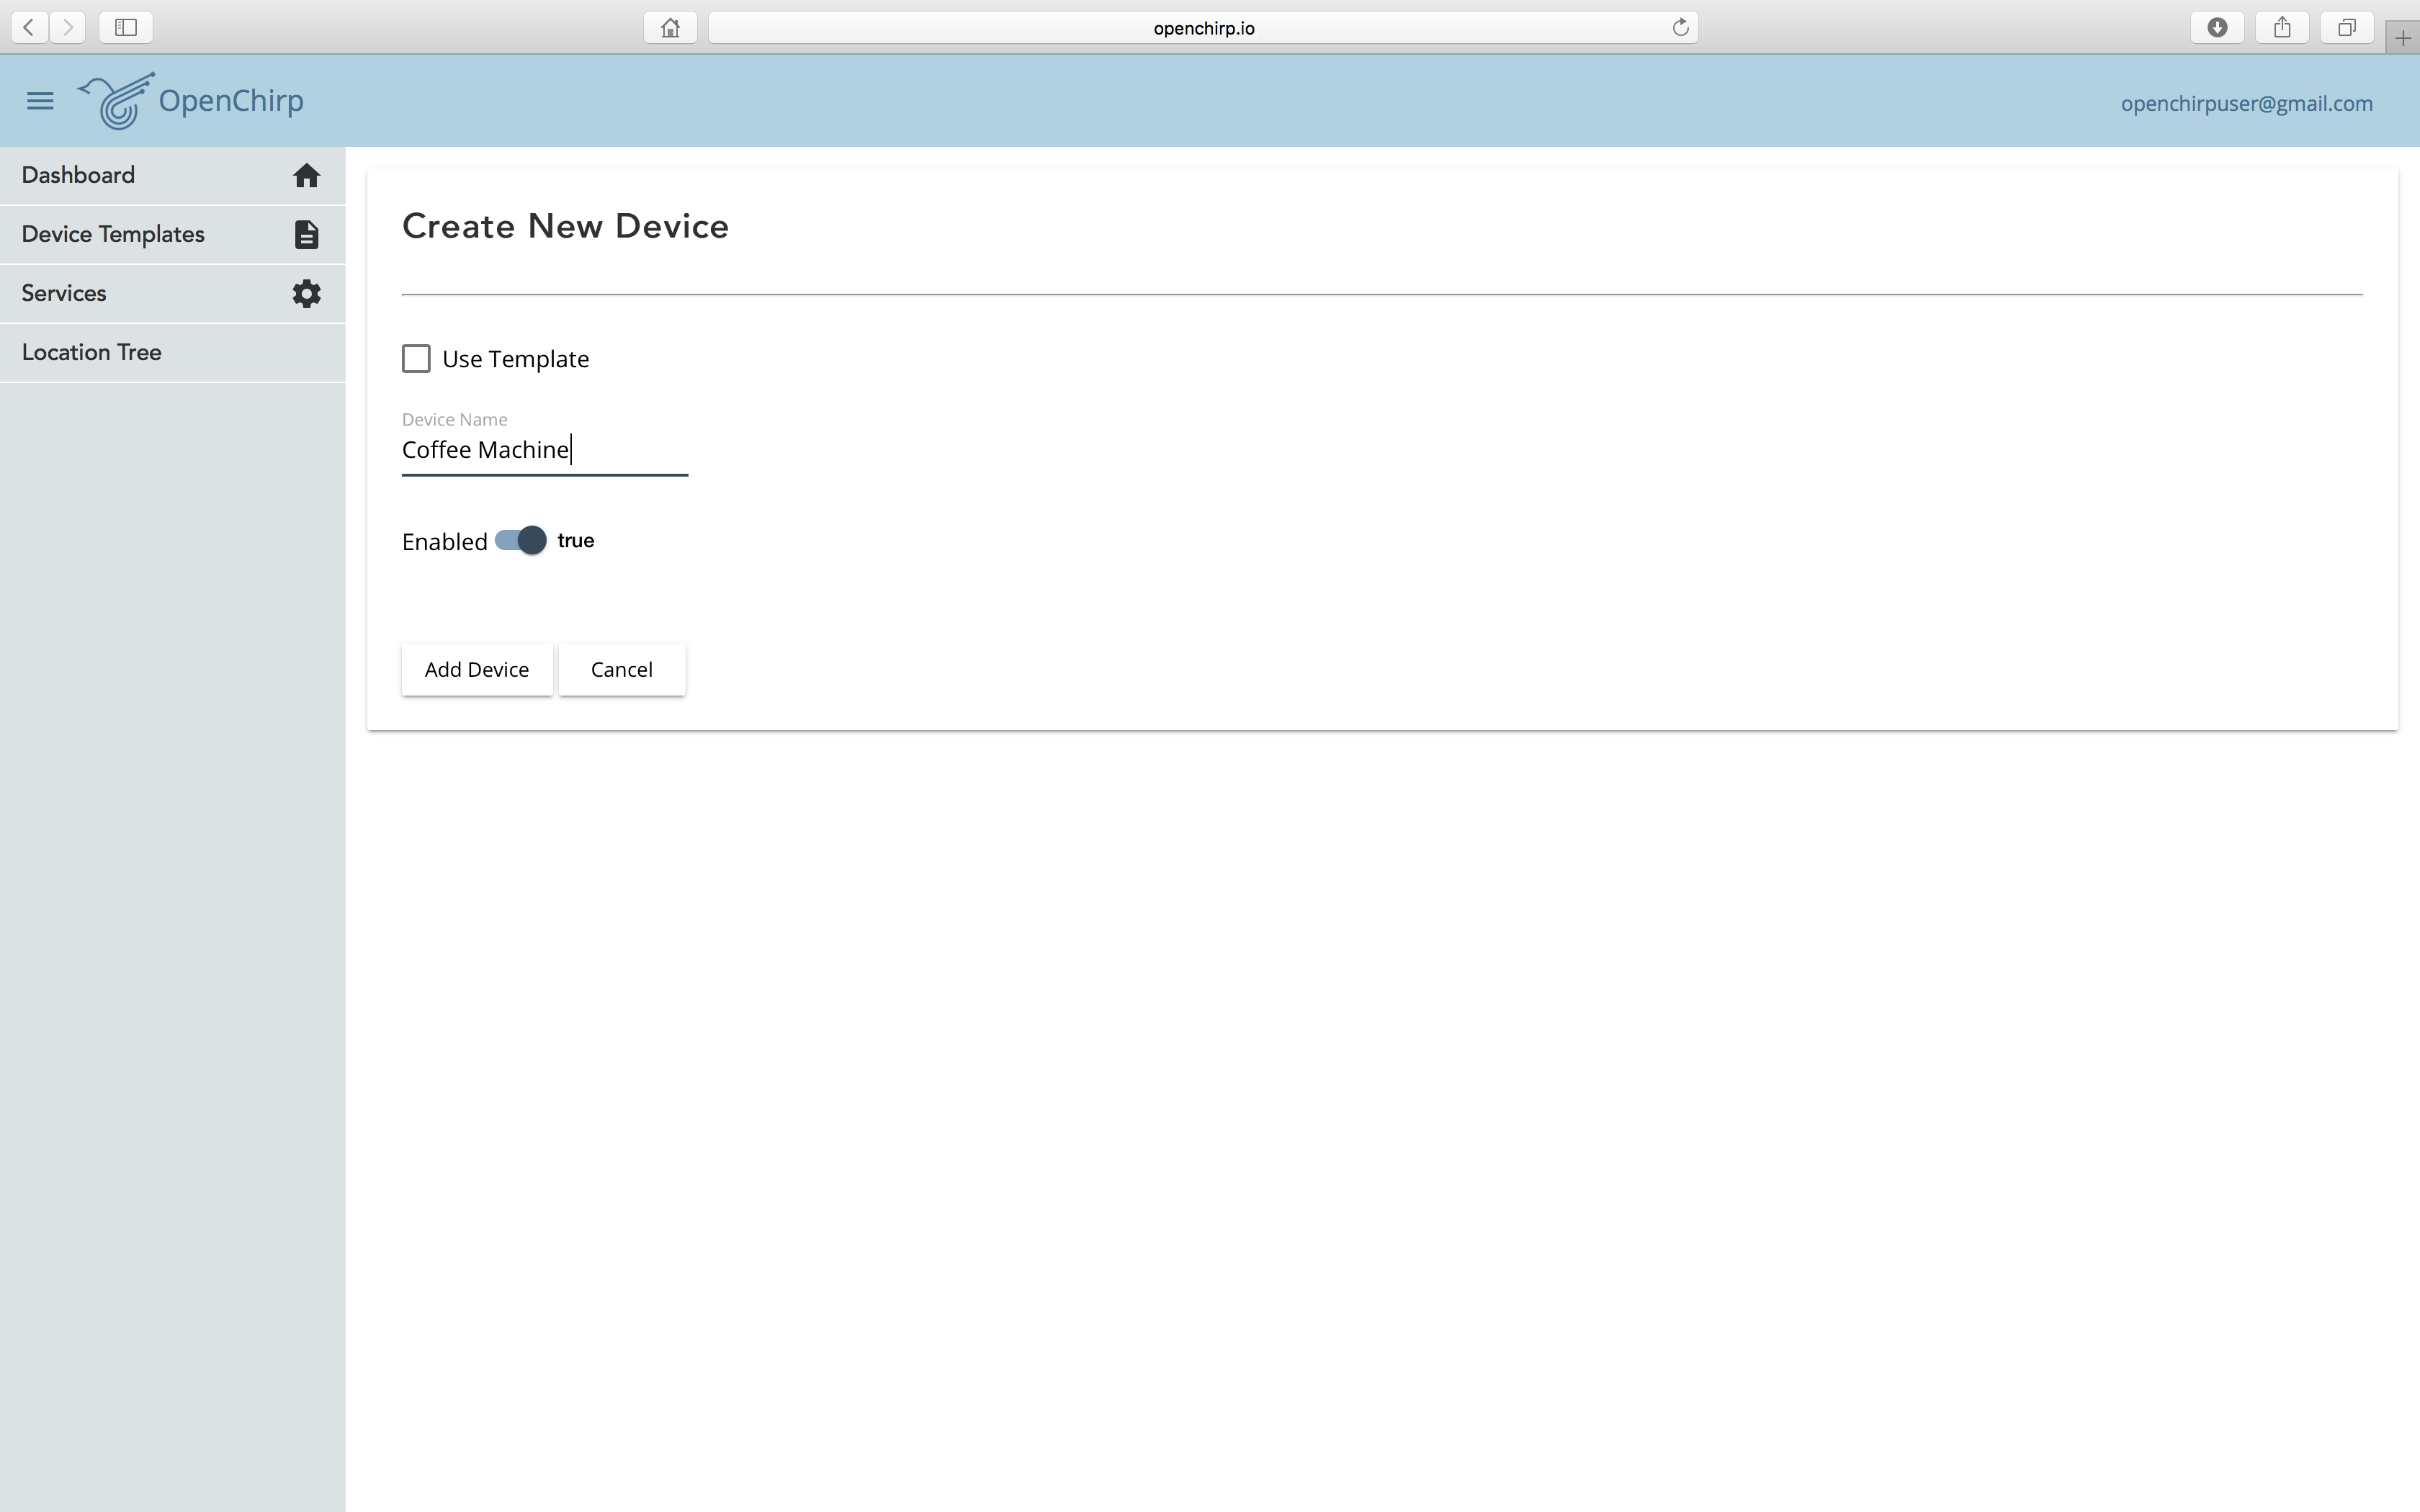 openchirp.io
OpenChirp
openchirpuser@gmail.com
Dashboard
Device Templates
Services
Location Tree
Create New Device
Use Template
Device Name
Coffee Machine
Enabled true
Add Device Cancel